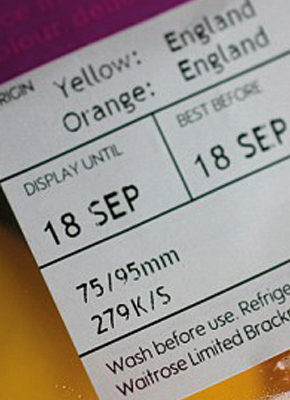 RIGIN
Yellow: England
Orange: England
DISPLAY UNTIL
18 SEP
BEST BEFORE
18 SEP
75/95mm
279K/S
Wash before use. Refrige
Waitrose Limited Brackn